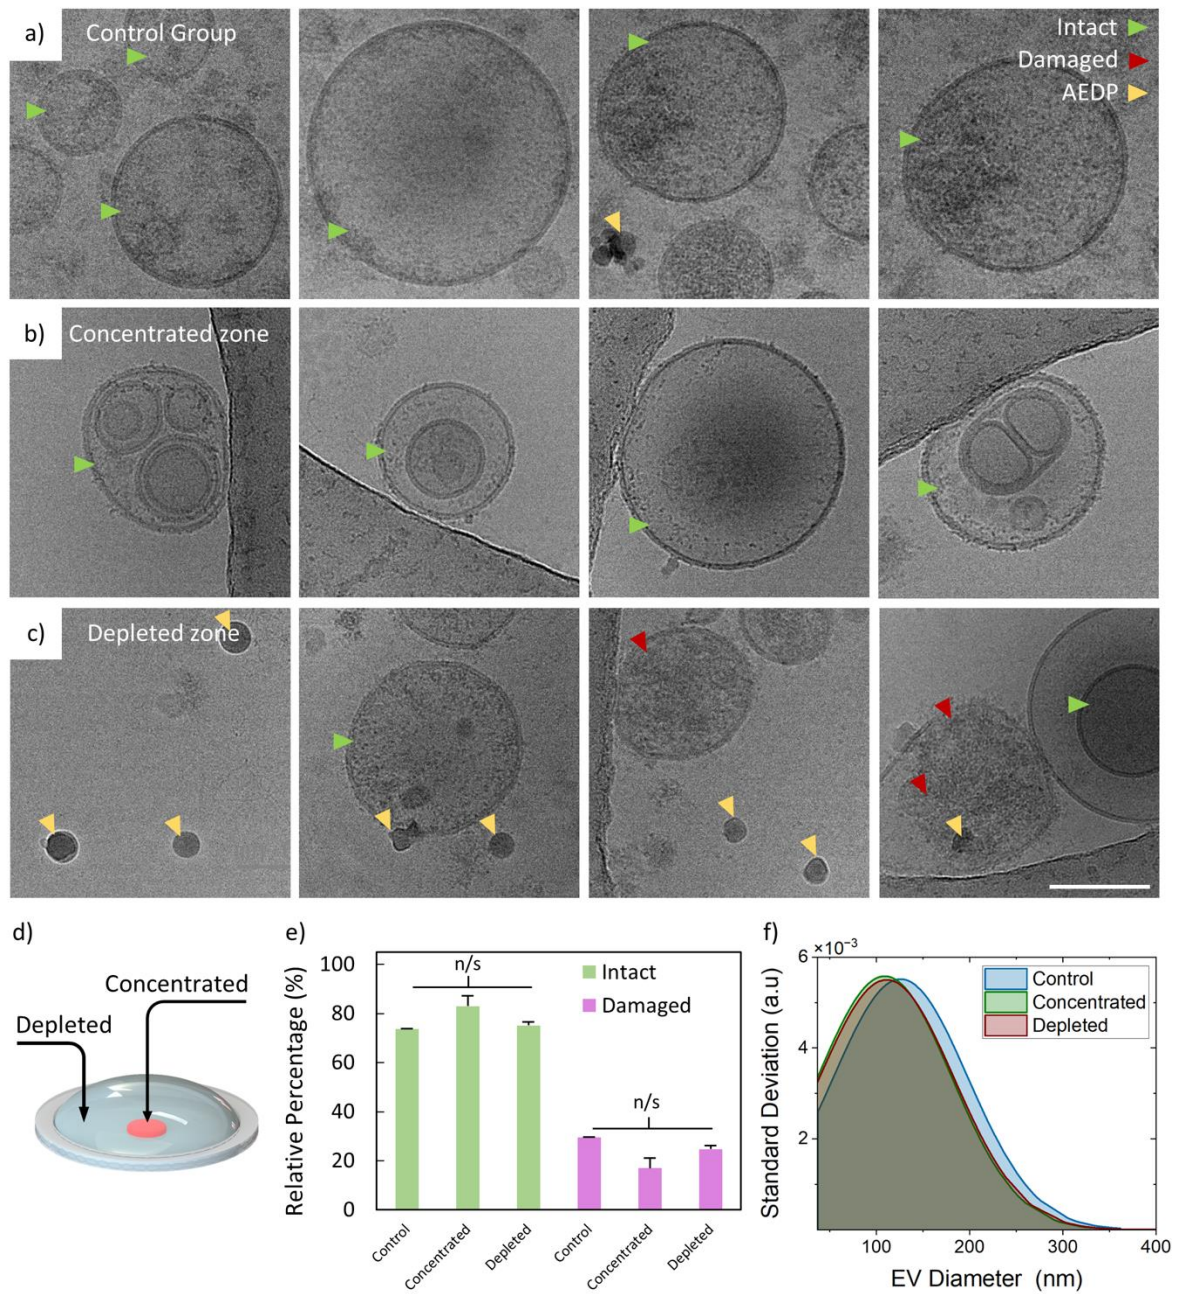 a) Control Group
Intact
Damaged
AEDP
b) Concentrated zone
c) Depleted zone
d)
Concentrated
Depleted
e)
Relative Percentage (%)
100
80
60
40
20
0
n/s
n/s
Intact
Damaged
Control
Concentrated
Depleted
Control
Concentrated
Depleted
f)
Standard Deviation (a.u)
×10⁻³
6
4
2
Control
Concentrated
Depleted
100 200 300 400
EV Diameter (nm)